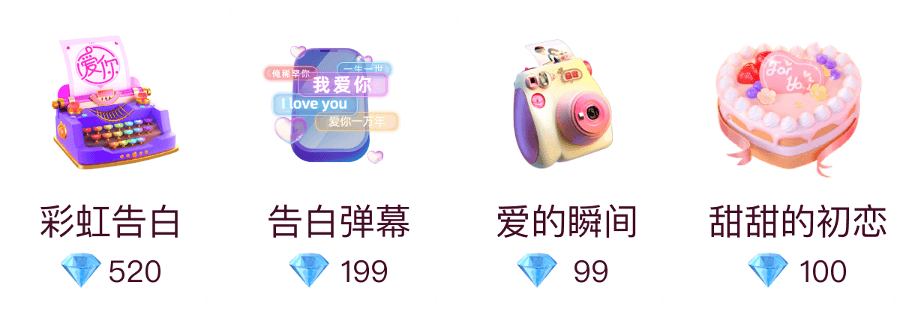 爱你
俺稀罕你
一生一世
我爱你
I love you
爱你一万年
For
You
彩虹告白
告白弹幕
爱的瞬间
甜甜的初恋
520
199
99
100